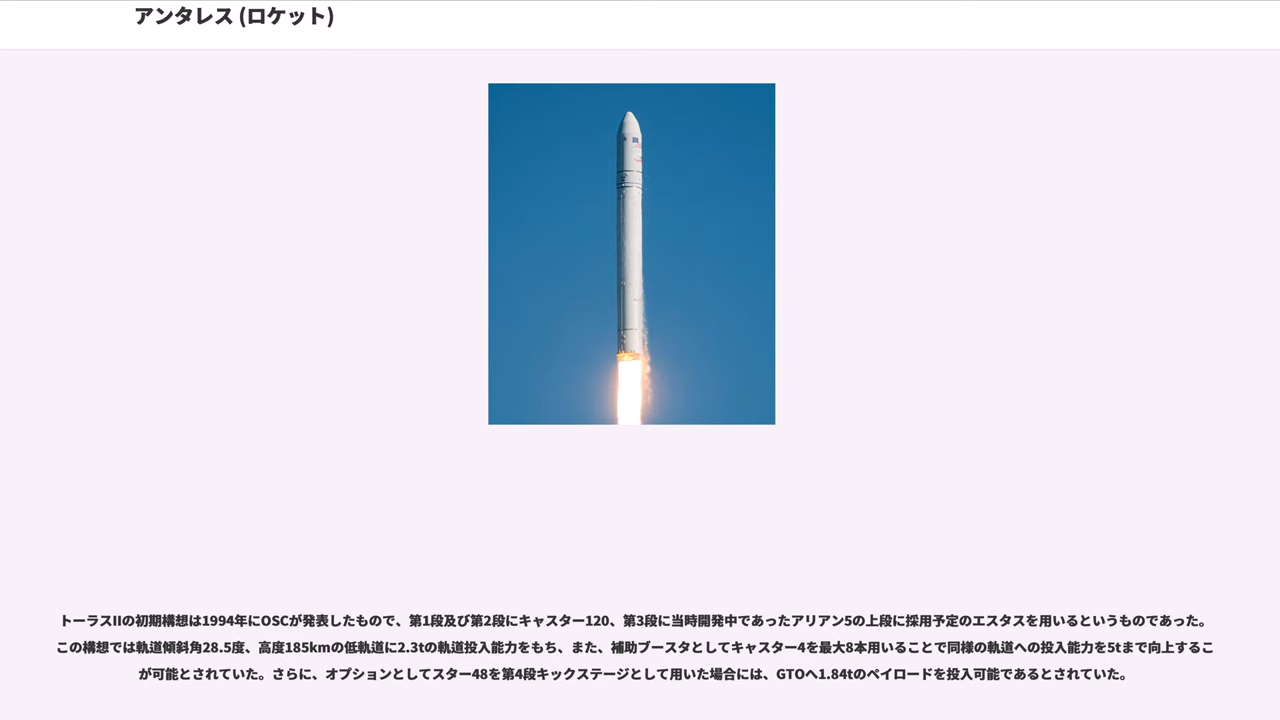 アンタレス (ロケット)
トーラスIIの初期構想は1994年にOSCが発表したもので、第1段及び第2段にキャスター120、第3段に当時開発中であったアリアン5の上段に採用予定のエスタスを用いるというものであった。
この構想では軌道傾斜角28.5度、高度185kmの低軌道に2.3tの軌道投入能力をもち、また、補助ブースタとしてキャスター4を最大8本用いることで同様の軌道への投入能力を5tまで向上するこ
が可能とされていた。さらに、オプションとしてスター48を第4段キックステージとして用いた場合には、GTOへ1.84tのペイロードを投入可能であるとされていた。